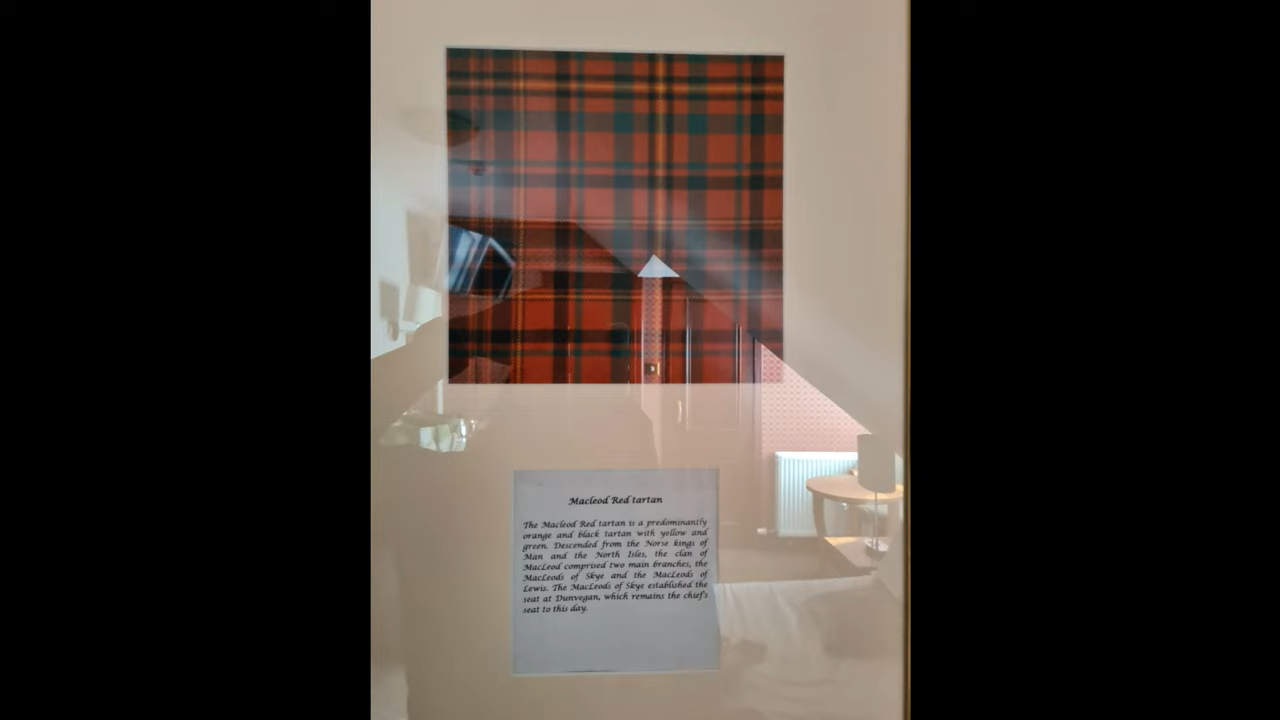 Macleod Red tartan
The Macleod Red tartan is a predominantly
orange and black tartan with yellow and
green. Descended from the Norse kings of
Man and the North Isles, the clan of
MacLeod comprised two main branches, the
MacLeods of Skye and the MacLeods of
Lewis. The MacLeods of Skye established the
seat at Dunvegan, which remains the chief's
seat to this day.